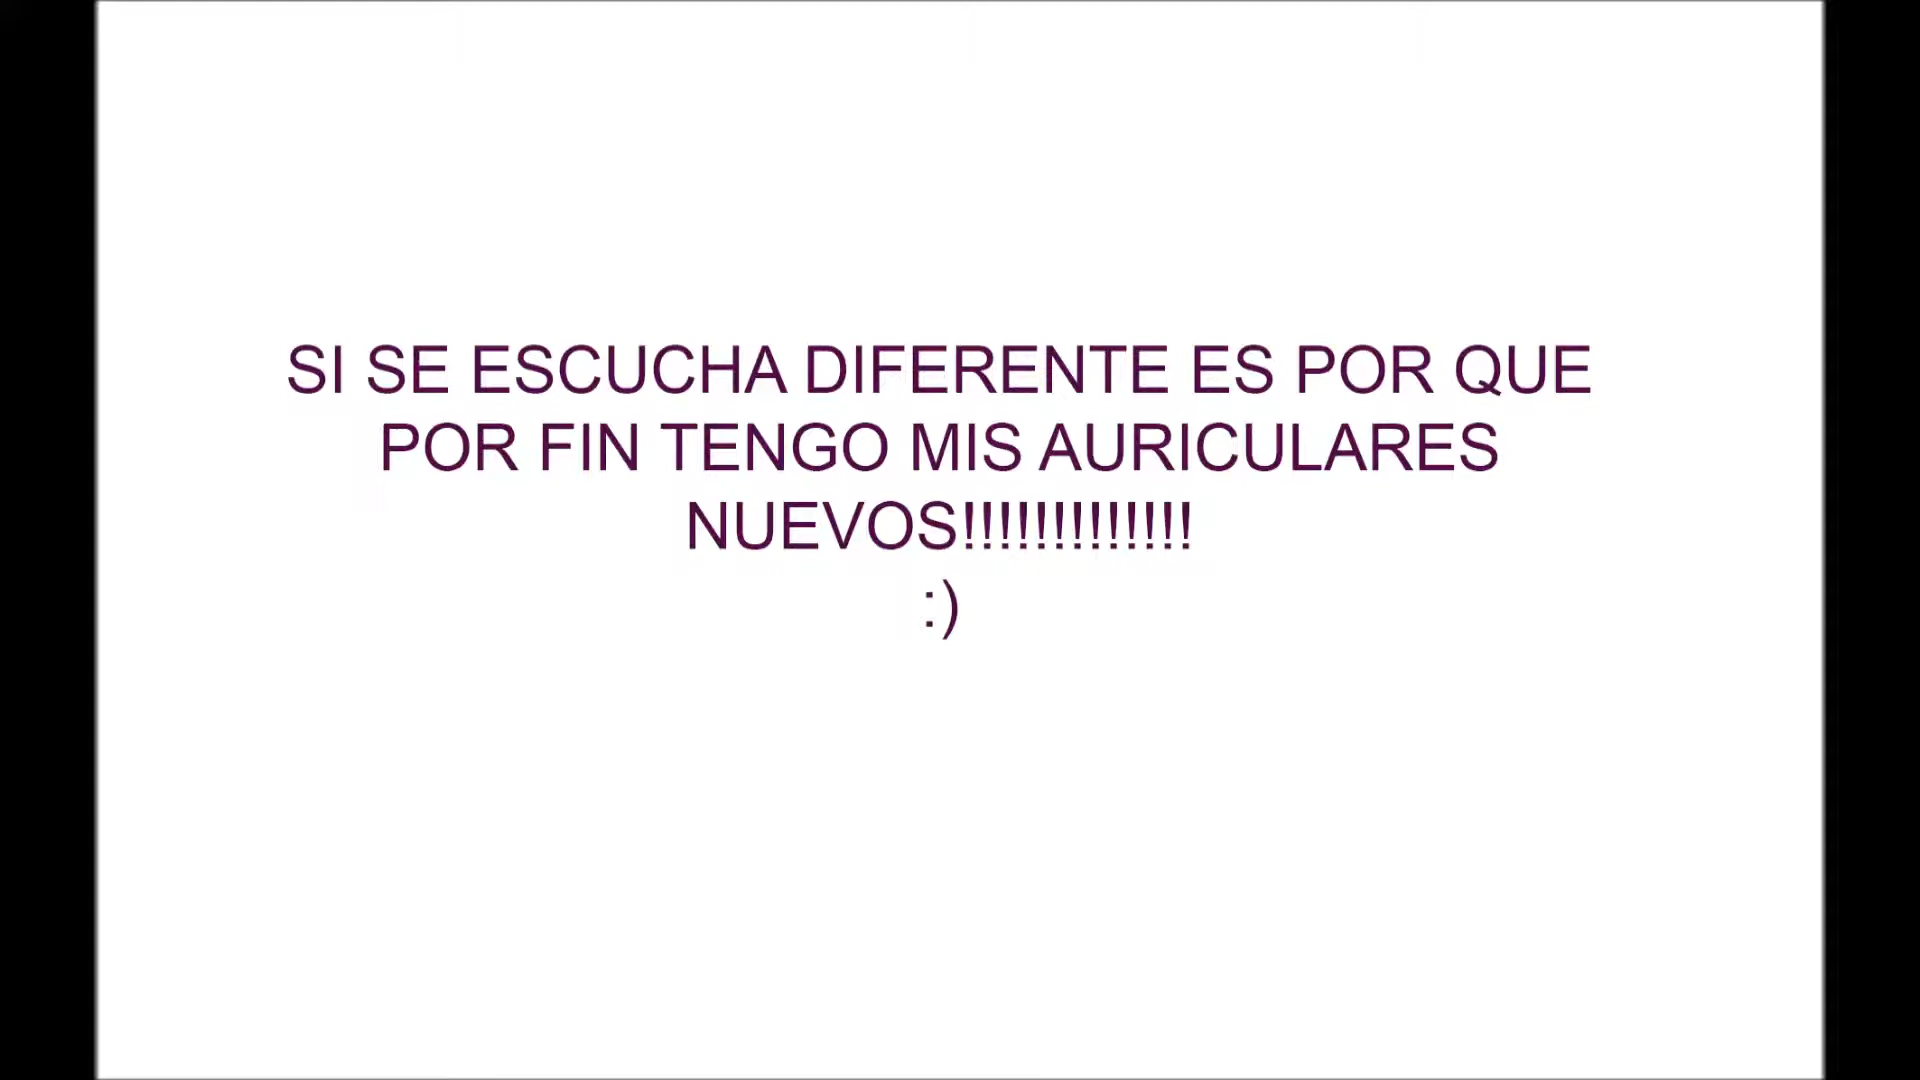 SI SE ESCUCHA DIFERENTE ES POR QUE
POR FIN TENGO MIS AURICULARES
NUEVOS!!!!!!!!!!!!!
:)